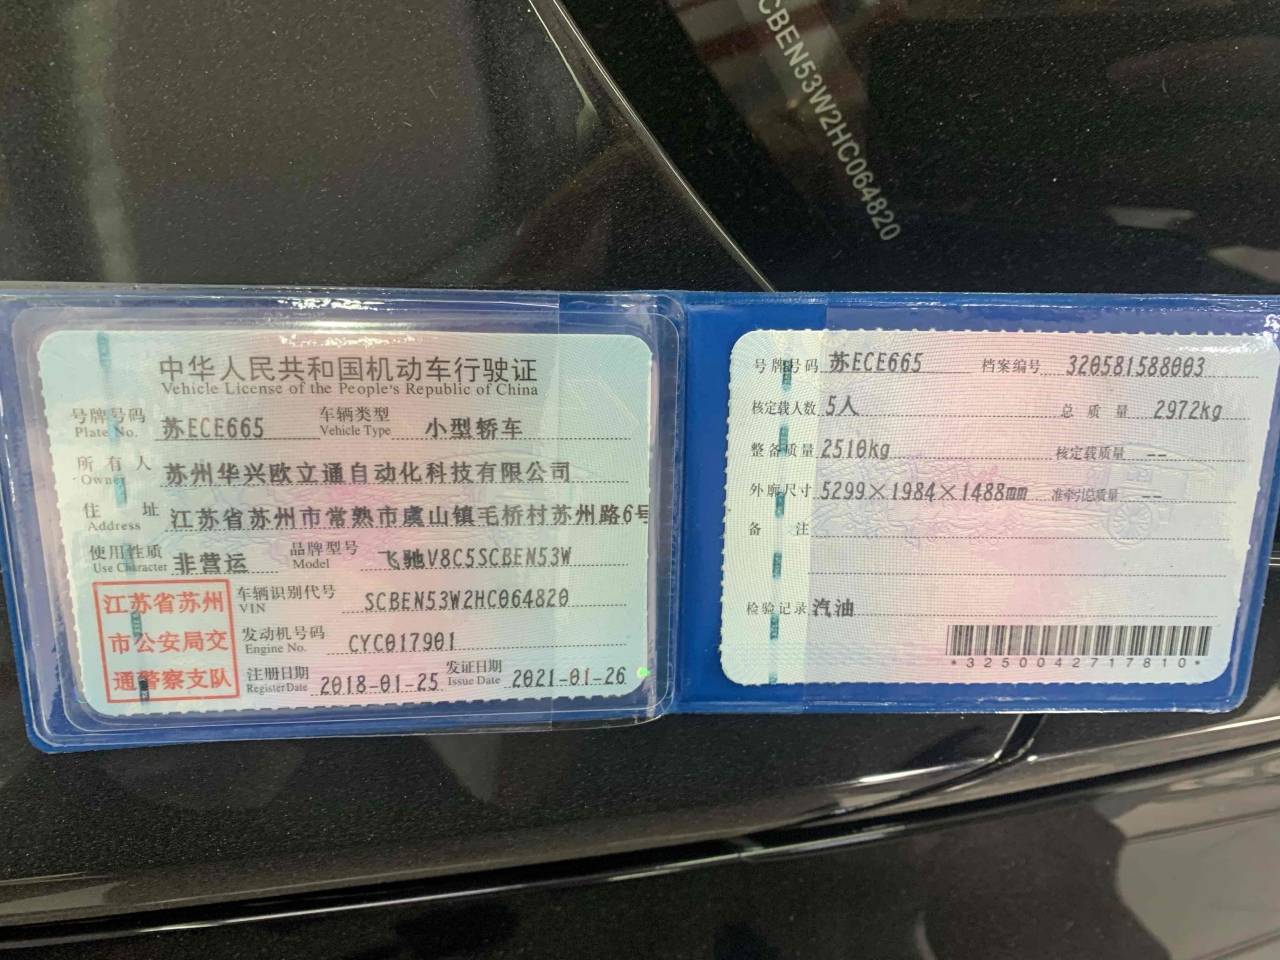 CBEN53W2HC064820
中华人民共和国机动车行驶证
Vehicle License of the People's Republic of China
号牌号码 苏ECE665 车辆类型 小型轿车
Plate No. Vehicle Type
所有人 苏州华兴欧立通自动化科技有限公司
Owner
住址 江苏省苏州市常熟市虞山镇毛桥村苏州路6号
Address
使用性质 非营运 品牌型号 飞驰V8C5SCBEN53W
Use Character Model
江苏省苏州
市公安局交
通警察支队
车辆识别代号 SCBEN53W2HC064820
VIN
发动机号码 CYC017901
Engine No.
注册日期 2018-01-25 发证日期 2021-01-26
Register Date Issue Date
号牌号码 苏ECE665 档案编号 320581588003
核定载人数 5人 总质量 2972kg
整备质量 2510kg 核定载质量 --
外廓尺寸 5299×1984×1488mm 准牵引总质量 --
备注
检验记录 汽油
*3250042717810*